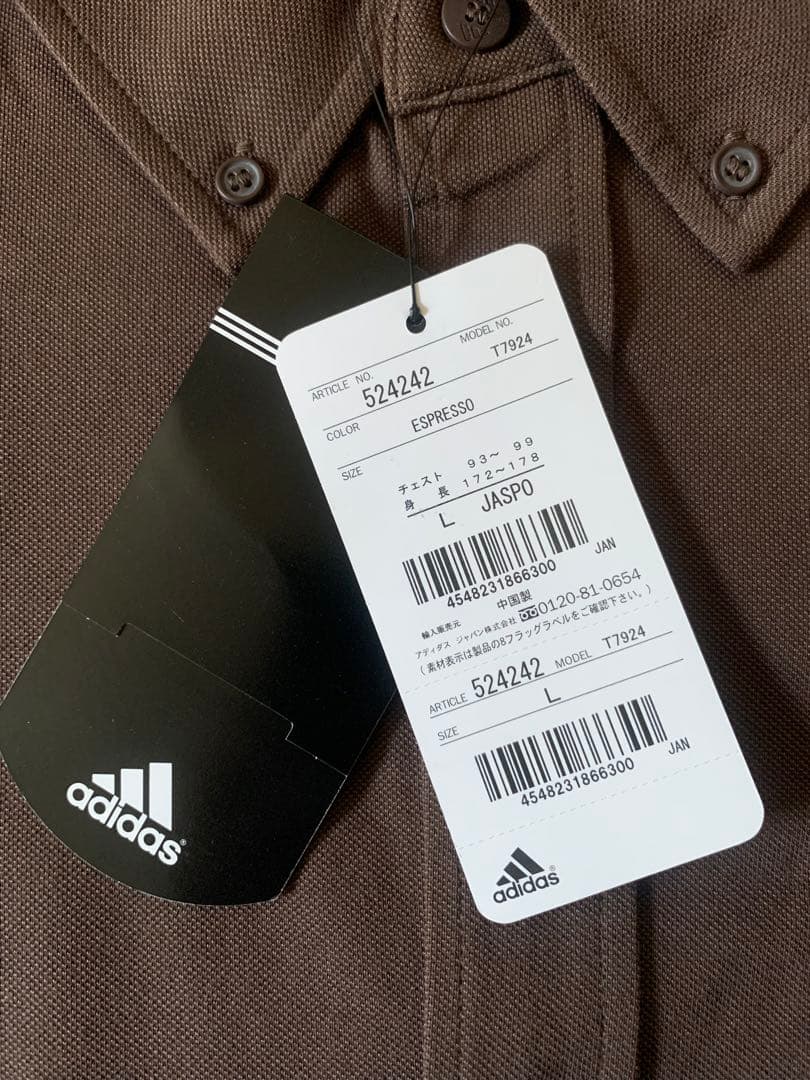 ARTICLE NO. 524242 MODEL NO. T7924
COLOR ESPRESSO
SIZE
チェスト 93～ 99
身 長 172～178
L JASPO
4548231866300 JAN
中国製
輸入販売元
アディダス ジャパン株式会社 0120-81-0654
(素材表示は製品の8フラッグラベルをご確認下さい。)
ARTICLE 524242 MODEL T7924
SIZE L
4548231866300 JAN
adidas®
adidas®